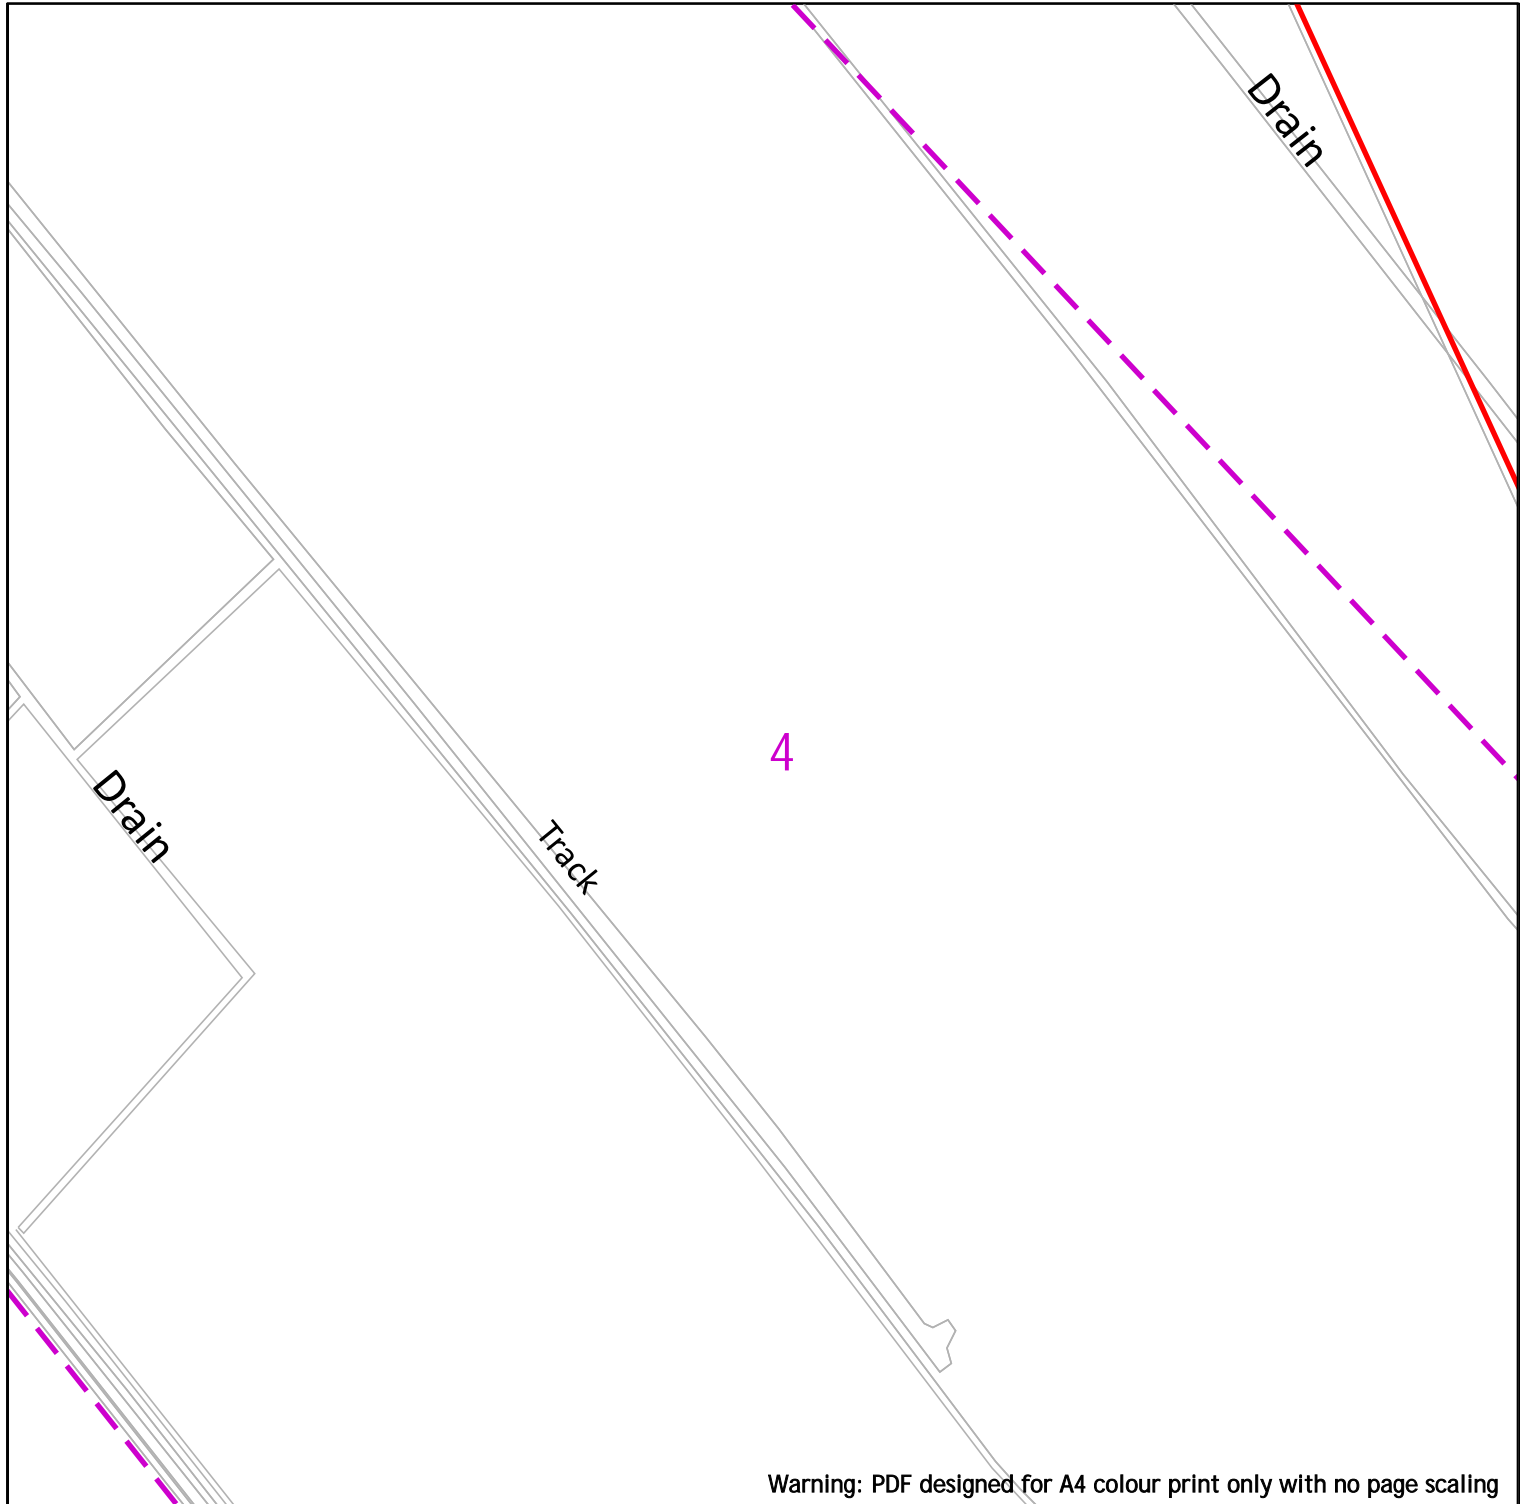 Drain
4
Drain
Track
Warning: PDF designed for A4 colour print only with no page scaling